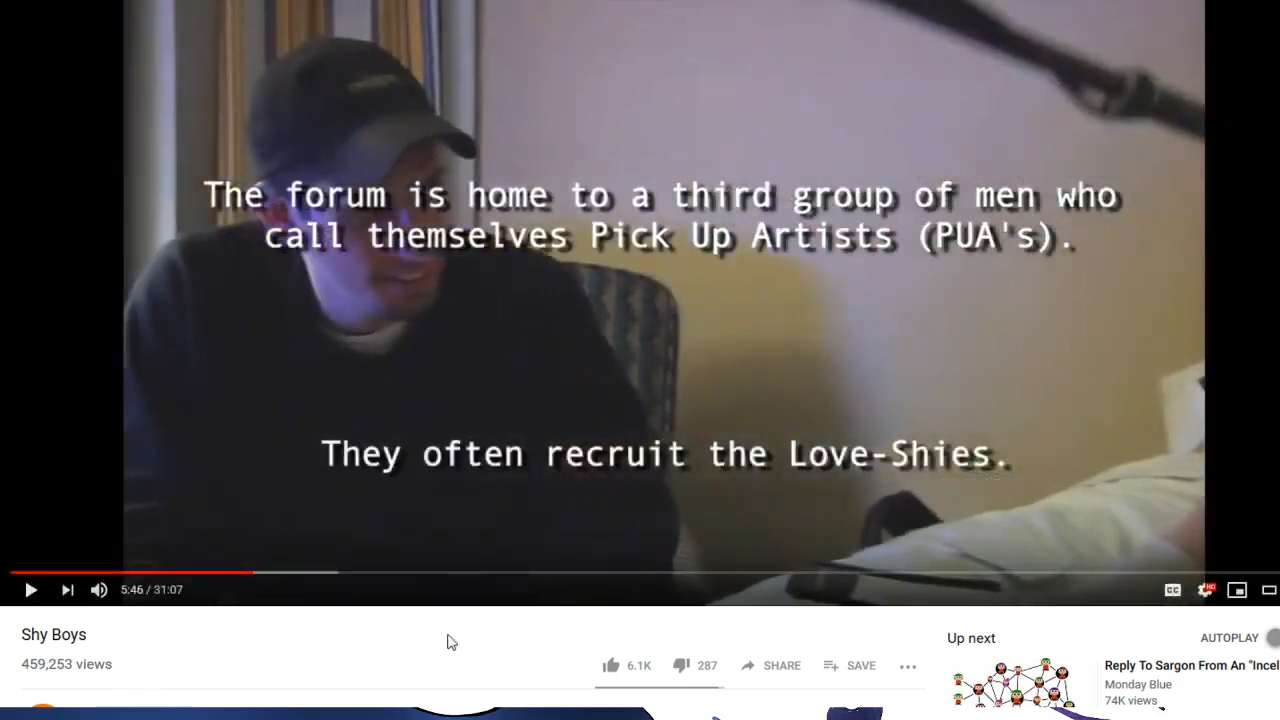 The forum is home to a third group of men who
call themselves Pick Up Artists (PUA's).
They often recruit the Love-Shies.
5:46 / 31:07
CC
HD
Shy Boys
459,253 views
6.1K
287
SHARE
SAVE
Up next
AUTOPLAY
Reply To Sargon From An "Incel
Monday Blue
74K views